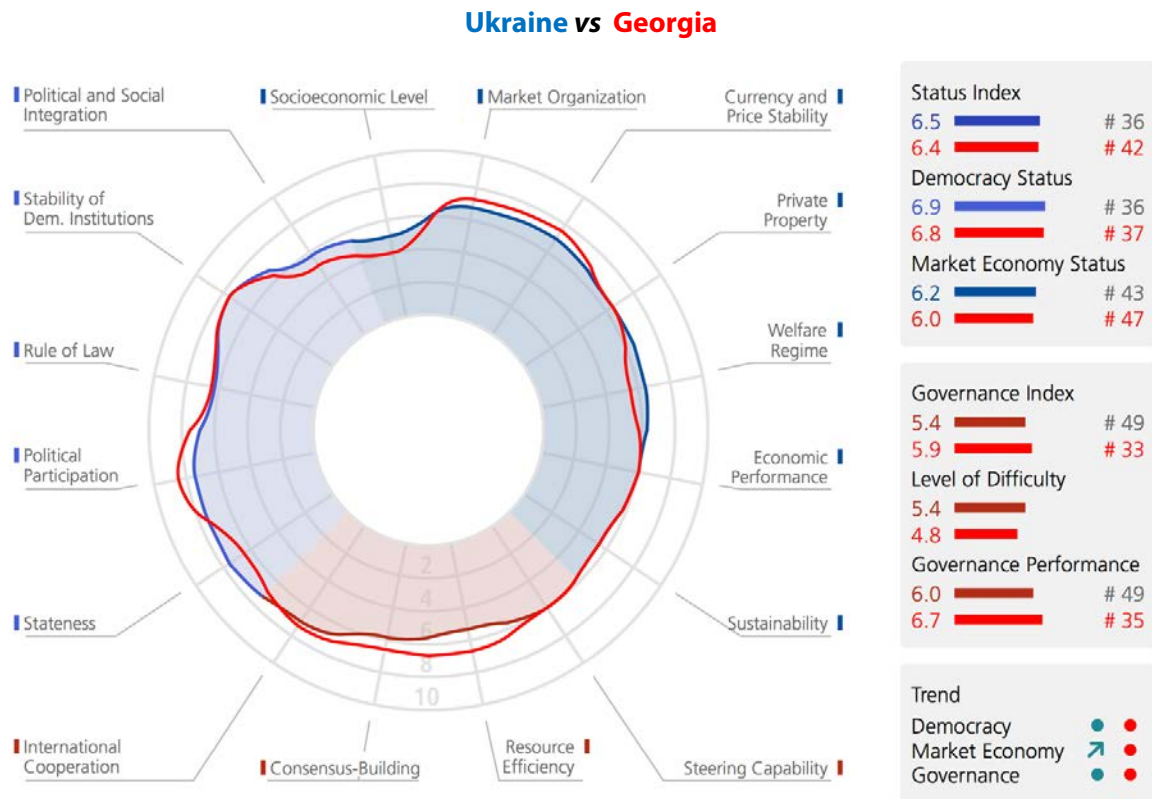 Ukraine vs Georgia
Political and Social
Integration
Socioeconomic Level
Market Organization
Currency and
Price Stability
Stability of
Dem. Institutions
Private
Property
Rule of Law
Welfare
Regime
Political
Participation
Economic
Performance
Stateness
Sustainability
International
Cooperation
Consensus-Building
Resource
Efficiency
Steering Capability
2
4
6
8
10
Status Index
6.5 # 36
6.4 # 42
Democracy Status
6.9 # 36
6.8 # 37
Market Economy Status
6.2 # 43
6.0 # 47
Governance Index
5.4 # 49
5.9 # 33
Level of Difficulty
5.4
4.8
Governance Performance
6.0 # 49
6.7 # 35
Trend
Democracy
Market Economy
Governance